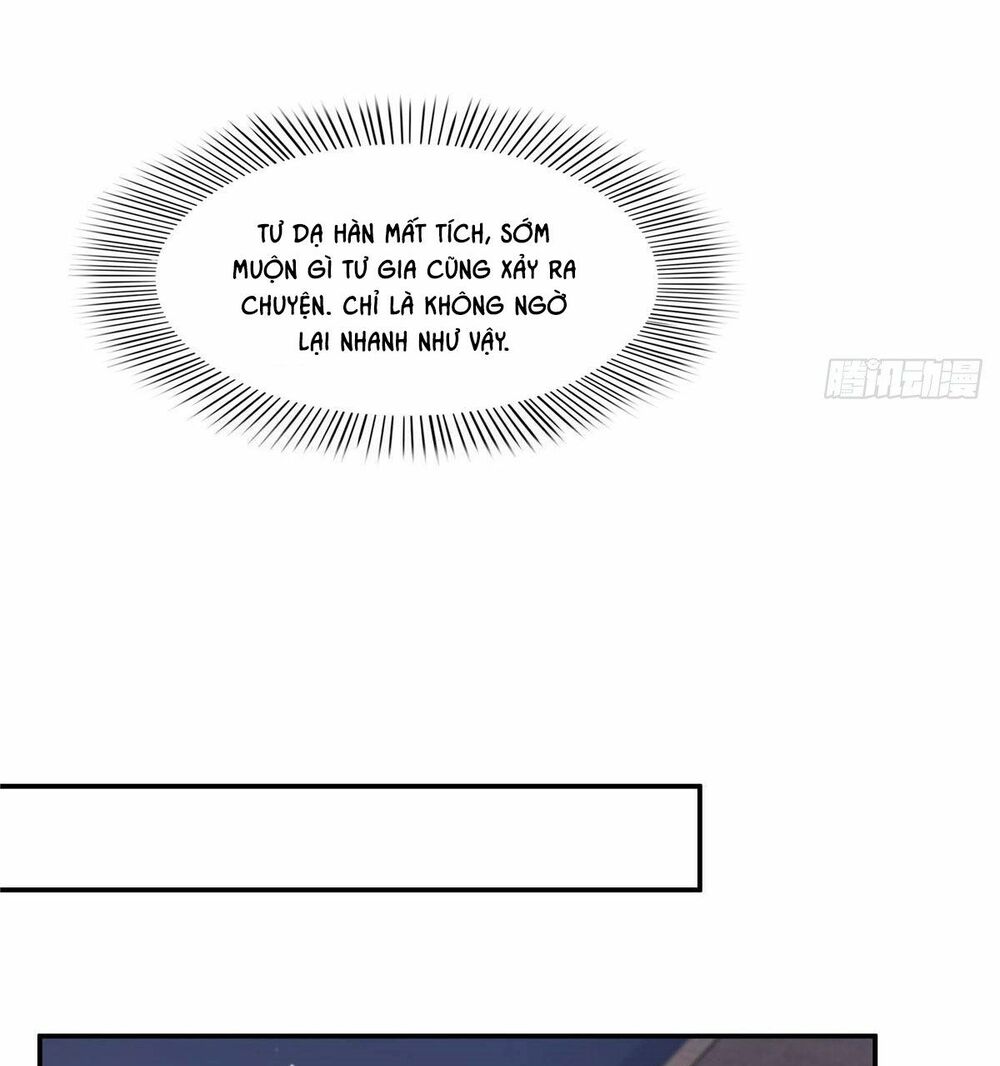 TƯ DẠ HÀN MẤT TÍCH, SỚM
MUỘN GÌ TƯ GIA CŨNG XẢY RA
CHUYỆN. CHỈ LÀ KHÔNG NGỜ
LẠI NHANH NHƯ VẬY.
腾讯动漫